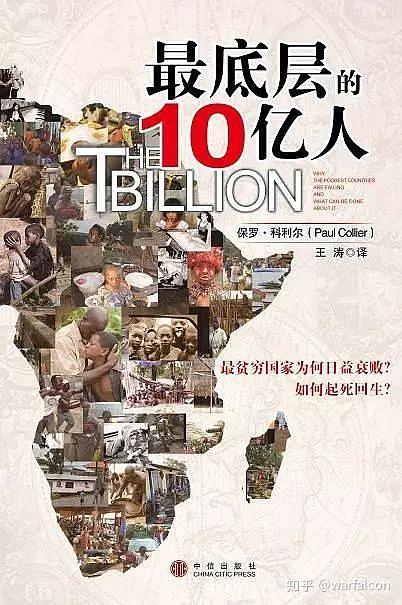 最底层的
10亿人
THE
BILLION
WHY
THE POOREST COUNTRIES
ARE FAILING
AND
WHAT CAN BE DONE
ABOUT IT
保罗·科利尔(Paul Collier)
王 涛◎译
最贫穷国家为何日益衰败?
如何起死回生?
中信出版社
CHINA CITIC PRESS
知乎 @warfalcon